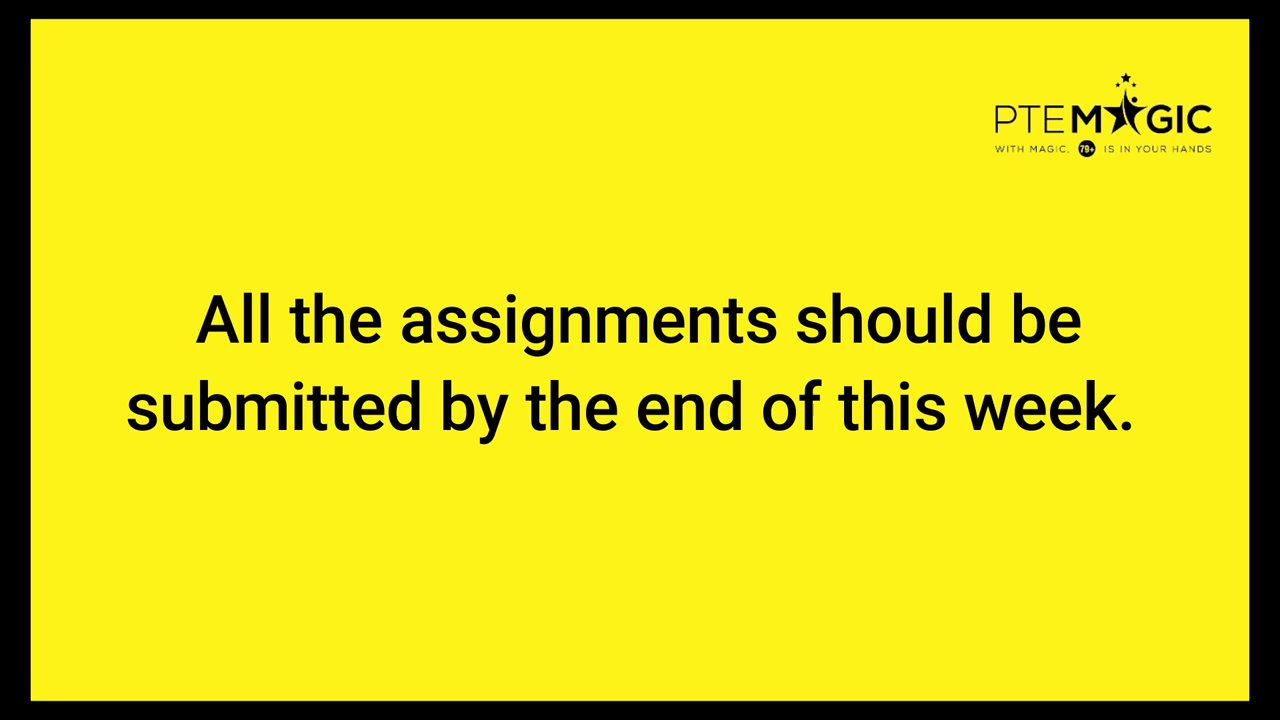 PTEMAGIC
WITH MAGIC, 79+ IS IN YOUR HANDS
All the assignments should be
submitted by the end of this week.